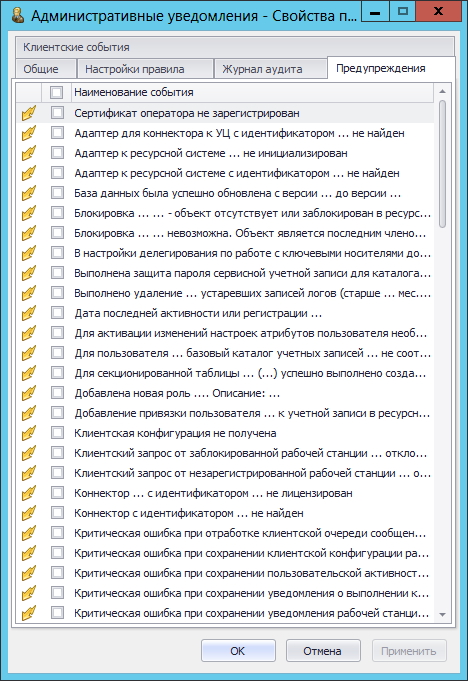 Административные уведомления - Свойства п...
Клиентские события
Общие Настройки правила Журнал аудита Предупреждения
Наименование события
Сертификат оператора не зарегистрирован
Адаптер для коннектора к УЦ с идентификатором ... не найден
Адаптер к ресурсной системе ... не инициализирован
Адаптер к ресурсной системе с идентификатором ... не найден
База данных была успешно обновлена с версии ... до версии ...
Блокировка ... ... - объект отсутствует или заблокирован в ресурс...
Блокировка ... ... невозможна. Объект является последним члено...
В настройки делегирования по работе с ключевыми носителями до...
Выполнена защита пароля сервисной учетной записи для каталога...
Выполнено удаление ... устаревших записей логов (старше ... мес....
Дата последней активности или регистрации ...
Для активации изменений настроек атрибутов пользователя необ...
Для пользователя ... базовый каталог учетных записей ... не соот...
Для секционированной таблицы ... (...) успешно выполнено созда...
Добавлена новая роль .... Описание: ...
Добавление привязки пользователя ... к учетной записи в ресурсн...
Клиентская конфигурация не получена
Клиентский запрос от заблокированной рабочей станции ... откло...
Клиентский запрос от незарегистрированной рабочей станции ... о...
Коннектор ... с идентификатором ... не лицензирован
Коннектор с идентификатором ... не найден
Критическая ошибка при отработке клиентской очереди сообщен...
Критическая ошибка при сохранении клиентской конфигурации ра...
Критическая ошибка при сохранении пользовательской активност...
Критическая ошибка при сохранении уведомления о выполнении к...
Критическая ошибка при сохранении уведомления рабочей станци...
OK Отмена Применить